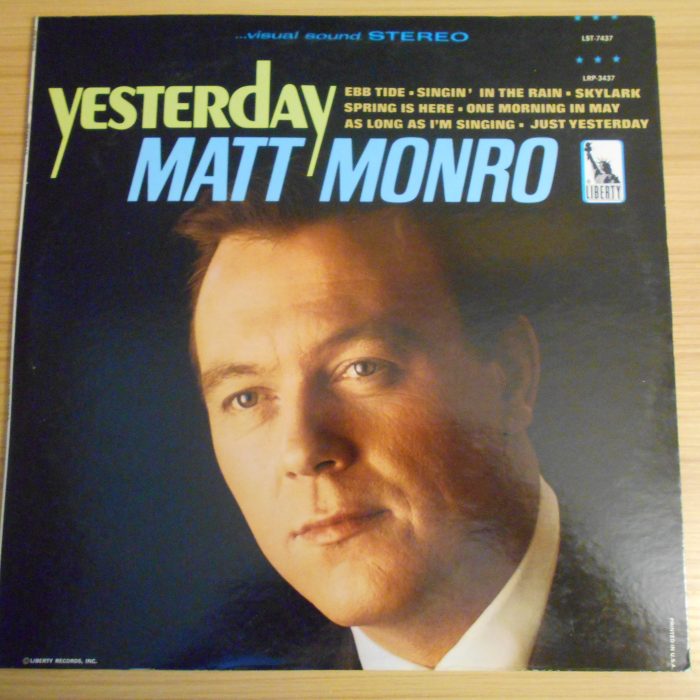 ...visual sound STEREO
LST-7437
LRP-3437
yesterday
EBB TIDE • SINGIN' IN THE RAIN • SKYLARK
SPRING IS HERE • ONE MORNING IN MAY
AS LONG AS I'M SINGING • JUST YESTERDAY
MATT MONRO
LIBERTY
©LIBERTY RECORDS, INC.
PRINTED IN U.S.A.